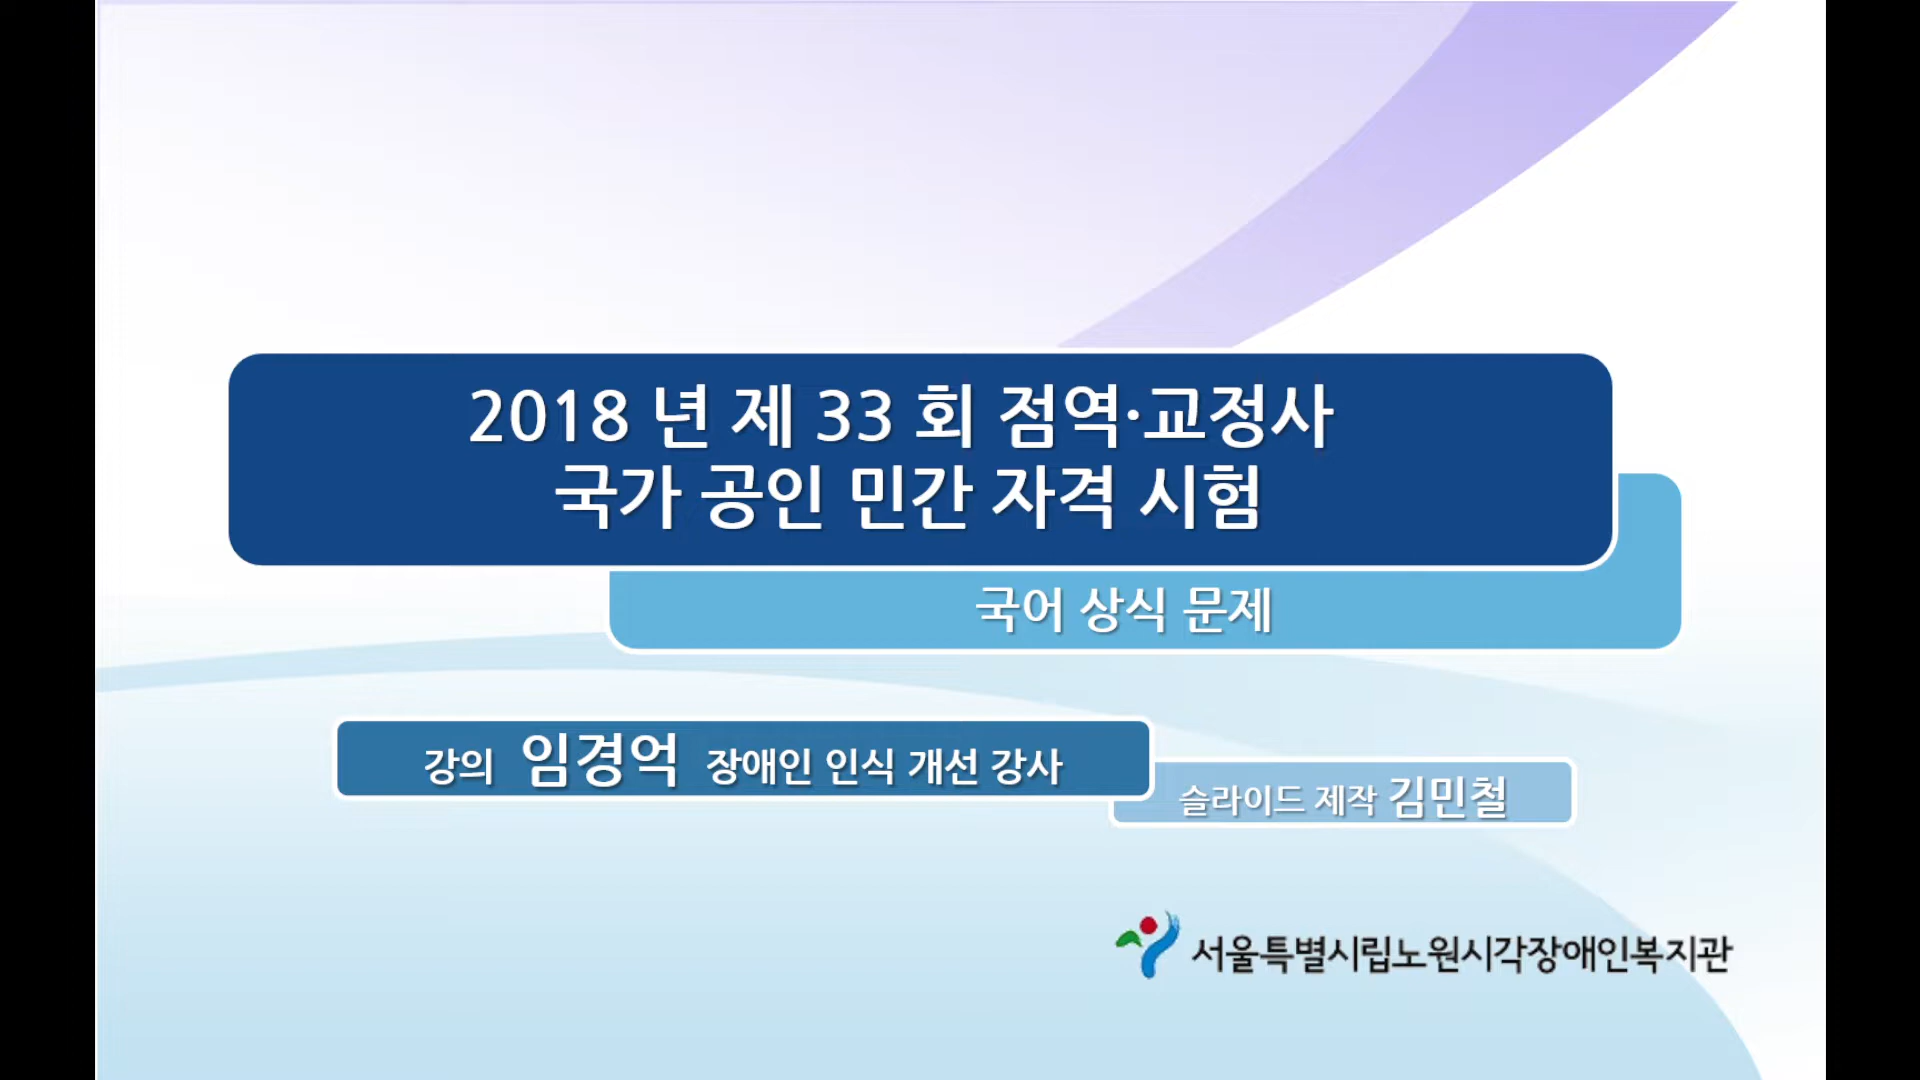 2018 년 제 33 회 점역·교정사
국가 공인 민간 자격 시험
국어 상식 문제
강의 임경억 장애인 인식 개선 강사
슬라이드 제작 김민철
서울특별시립노원시각장애인복지관